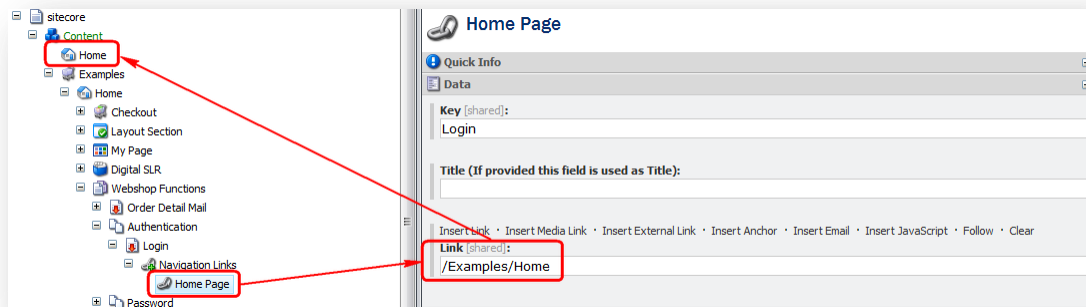 sitecore
Content
Home
Examples
Home
Checkout
Layout Section
My Page
Digital SLR
Webshop Functions
Order Detail Mail
Authentication
Login
Navigation Links
Home Page
Password
Home Page
Quick Info
Data
Key [shared]:
Login
Title (If provided this field is used as Title):
Insert Link · Insert Media Link · Insert External Link · Insert Anchor · Insert Email · Insert JavaScript · Follow · Clear
Link [shared]:
/Examples/Home